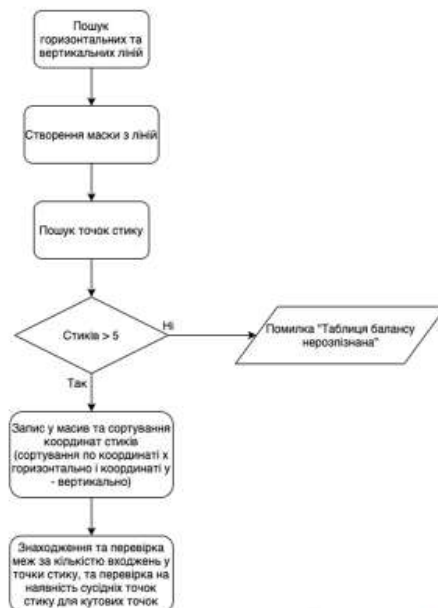 Пошук
горизонтальних та
вертикальних ліній
Створення маски з ліній
Пошук точок стику
Стиків > 5
Ні
Помилка "Таблиця балансу
нерозпізнана"
Так
Запис у масив та сортування
координат стиків
(сортування по координаті x
горизонтально і координаті y
- вертикально)
Знаходження та перевірка
меж за кількістю входжень у
точки стику, та перевірка на
наявність сусідніх точок
стику для кутових точок